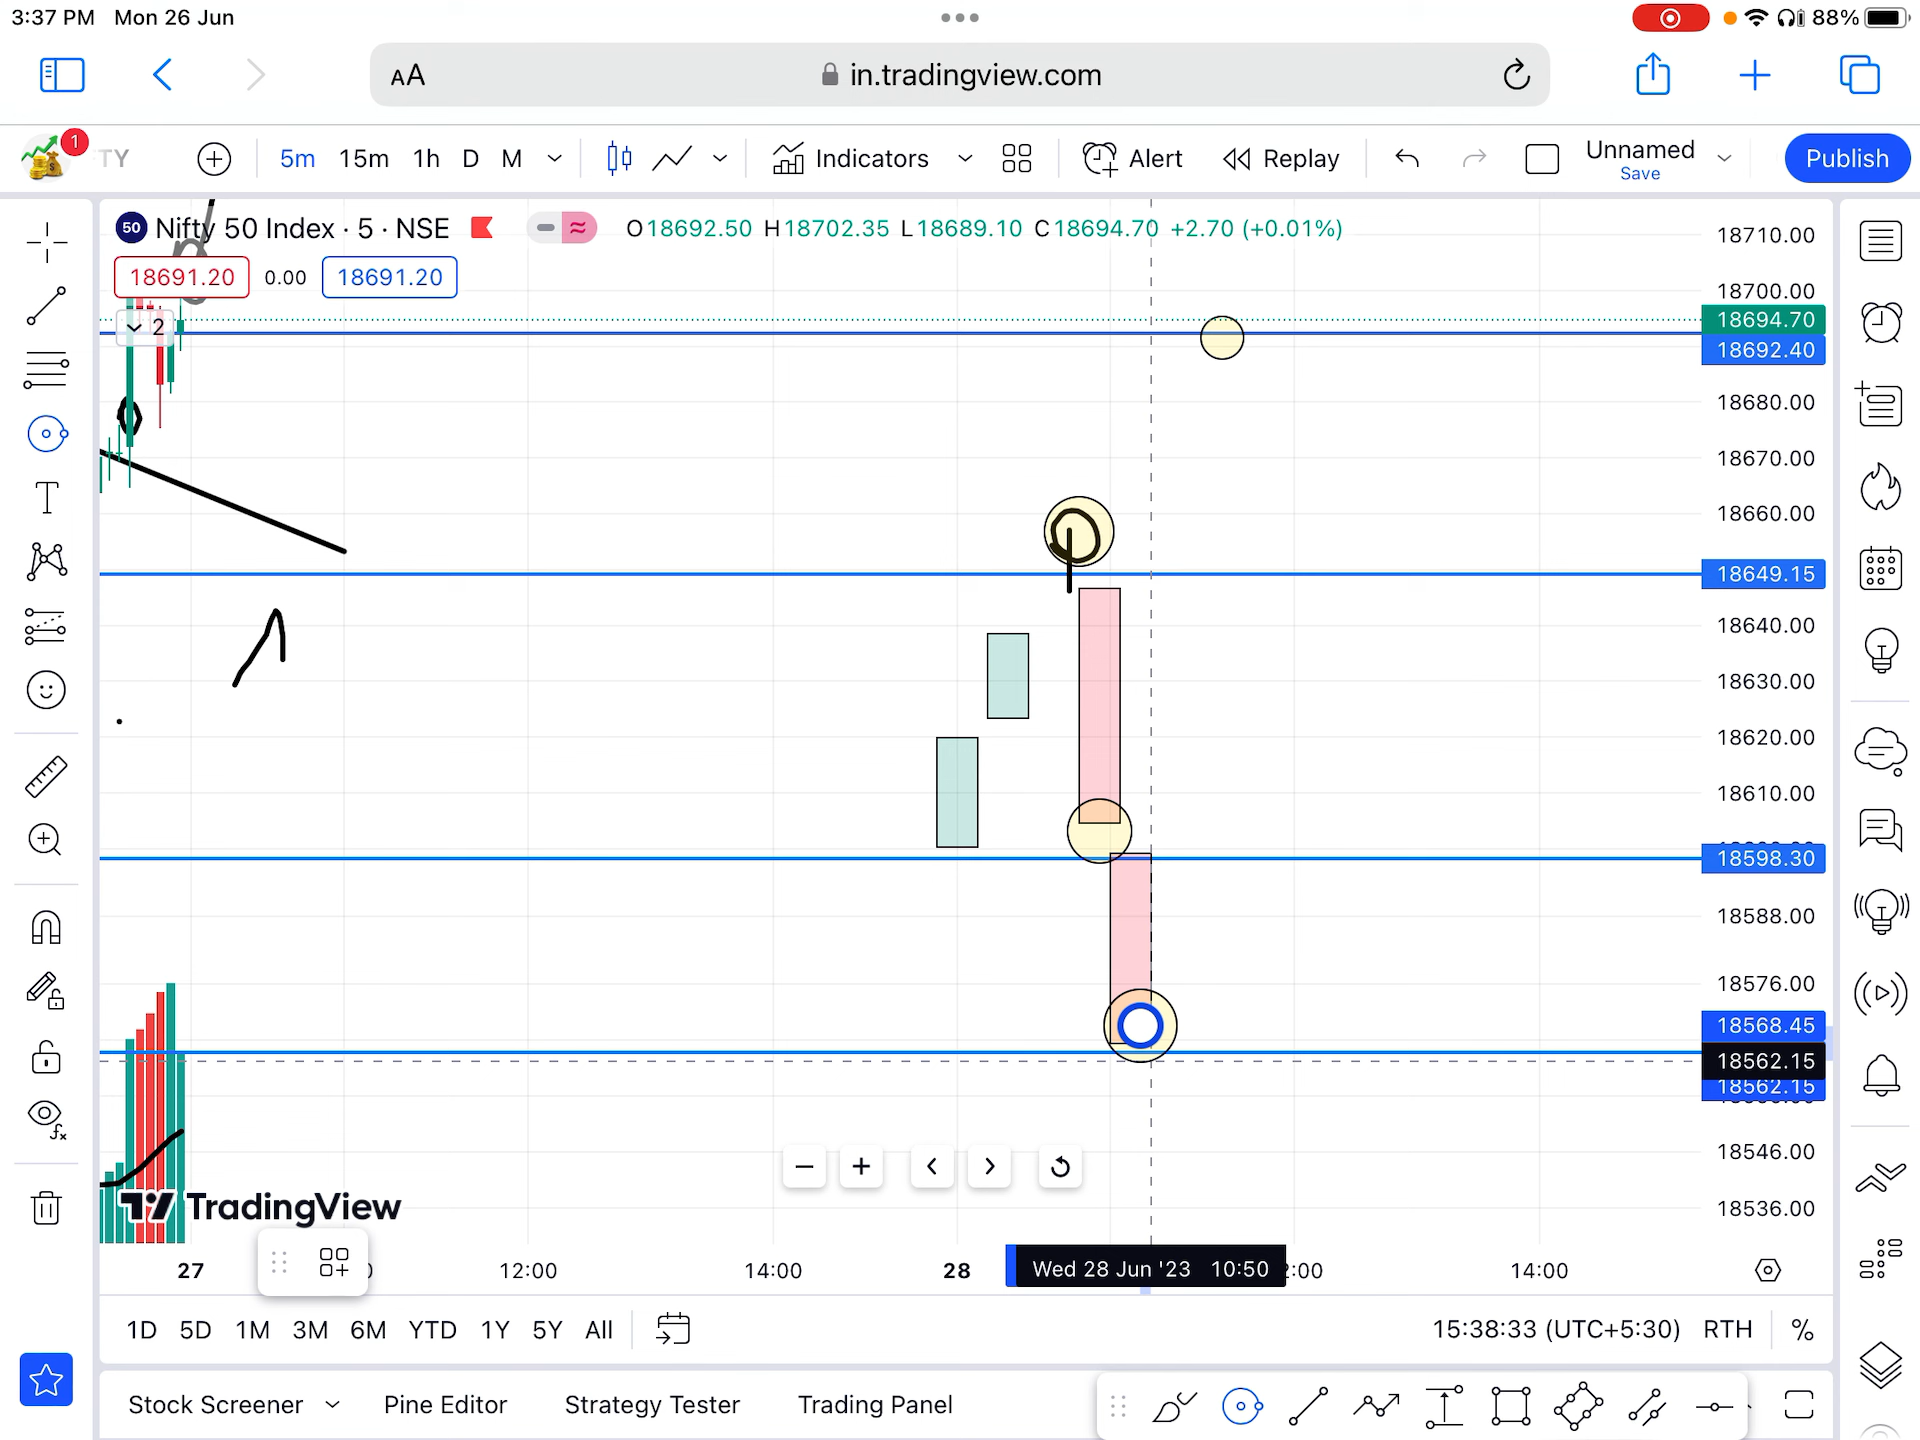 3:37 PM Mon 26 Jun
88%
AA in.tradingview.com
1 TY 5m 15m 1h D M Indicators Alert Replay Unnamed Save Publish
50 Nifty 50 Index · 5 · NSE O18692.50 H18702.35 L18689.10 C18694.70 +2.70 (+0.01%)
18691.20 0.00 18691.20
2
18710.00
18700.00
18694.70
18692.40
18680.00
18670.00
18660.00
18649.15
18640.00
18630.00
18620.00
18610.00
18598.30
18588.00
18576.00
18568.45
18562.15
18562.15
18546.00
18536.00
TradingView
27 12:00 14:00 28 Wed 28 Jun '23 10:50 2:00 14:00
1D 5D 1M 3M 6M YTD 1Y 5Y All 15:38:33 (UTC+5:30) RTH %
Stock Screener Pine Editor Strategy Tester Trading Panel